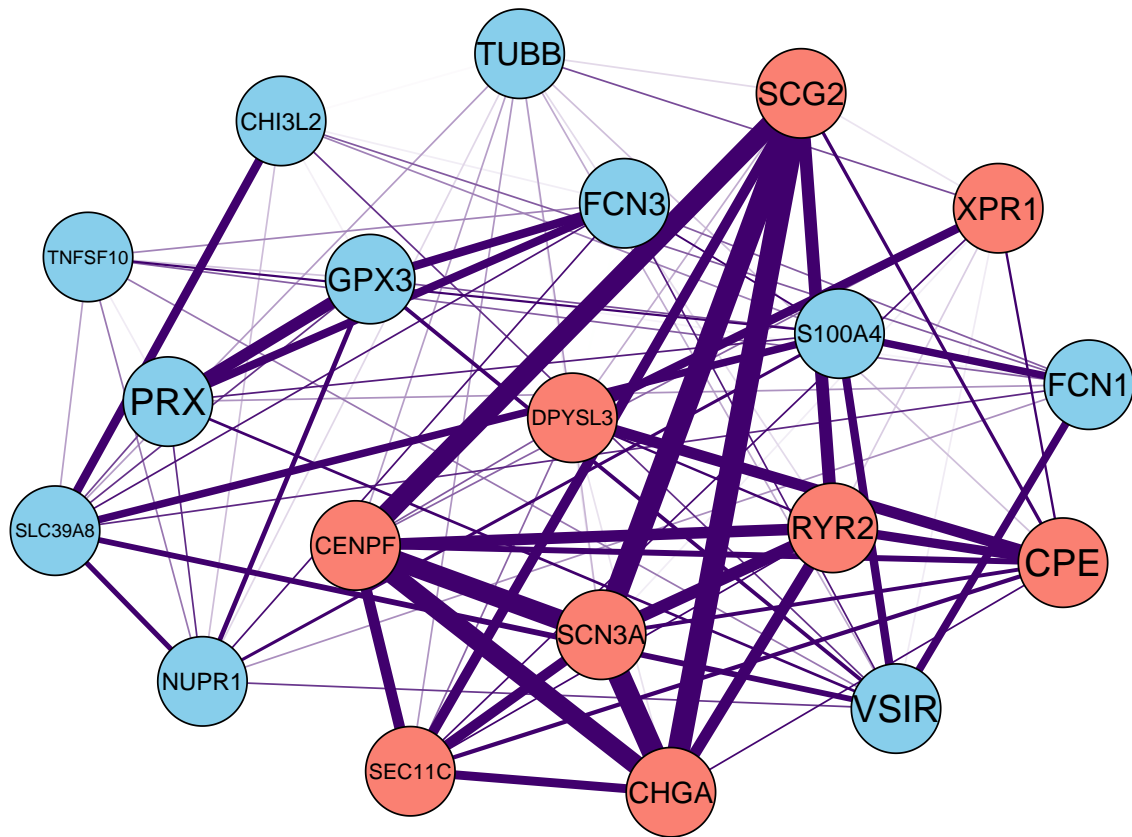 TUBB
SCG2
CHI3L2
FCN3
XPR1
TNFSF10
GPX3
S100A4
FCN1
PRX
DPYSL3
SLC39A8
CENPF
RYR2
CPE
SCN3A
NUPR1
VSIR
SEC11C
CHGA